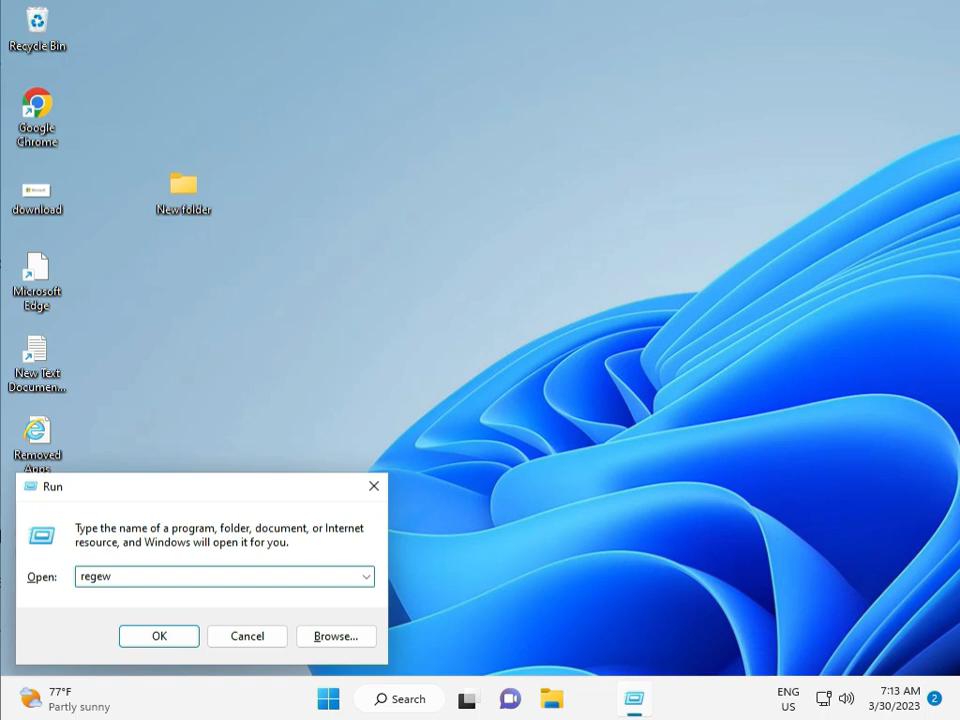 Recycle Bin
Google
Chrome
download
New folder
Microsoft
Edge
New Text
Documen...
Removed
Apps
Run
Type the name of a program, folder, document, or Internet
resource, and Windows will open it for you.
Open:
regew
OK
Cancel
Browse...
77°F
Partly sunny
Search
ENG
US
7:13 AM
3/30/2023
2